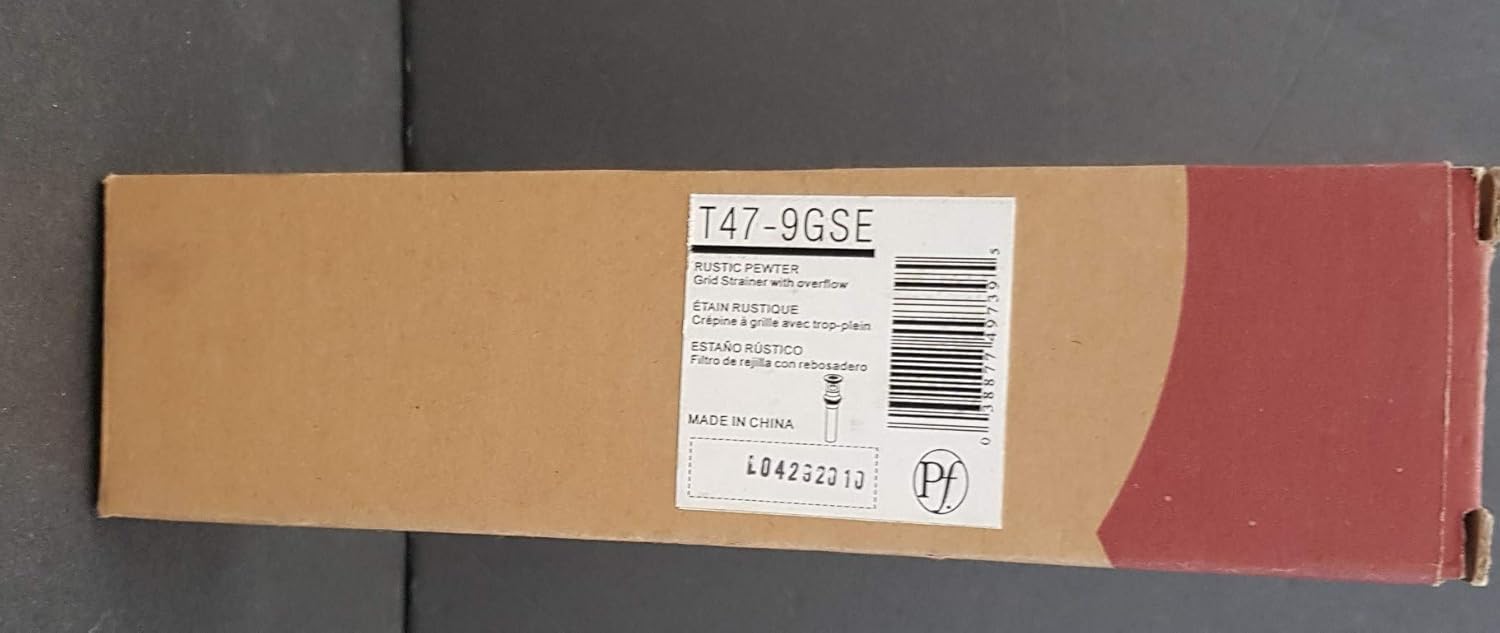 T47-9GSE
RUSTIC PEWTER
Grid Strainer with overflow
ÉTAIN RUSTIQUE
Crépine à grille avec trop-plein
ESTAÑO RÚSTICO
Filtro de rejilla con rebosadero
MADE IN CHINA
L04292010
0 38877 49739 5
Pf